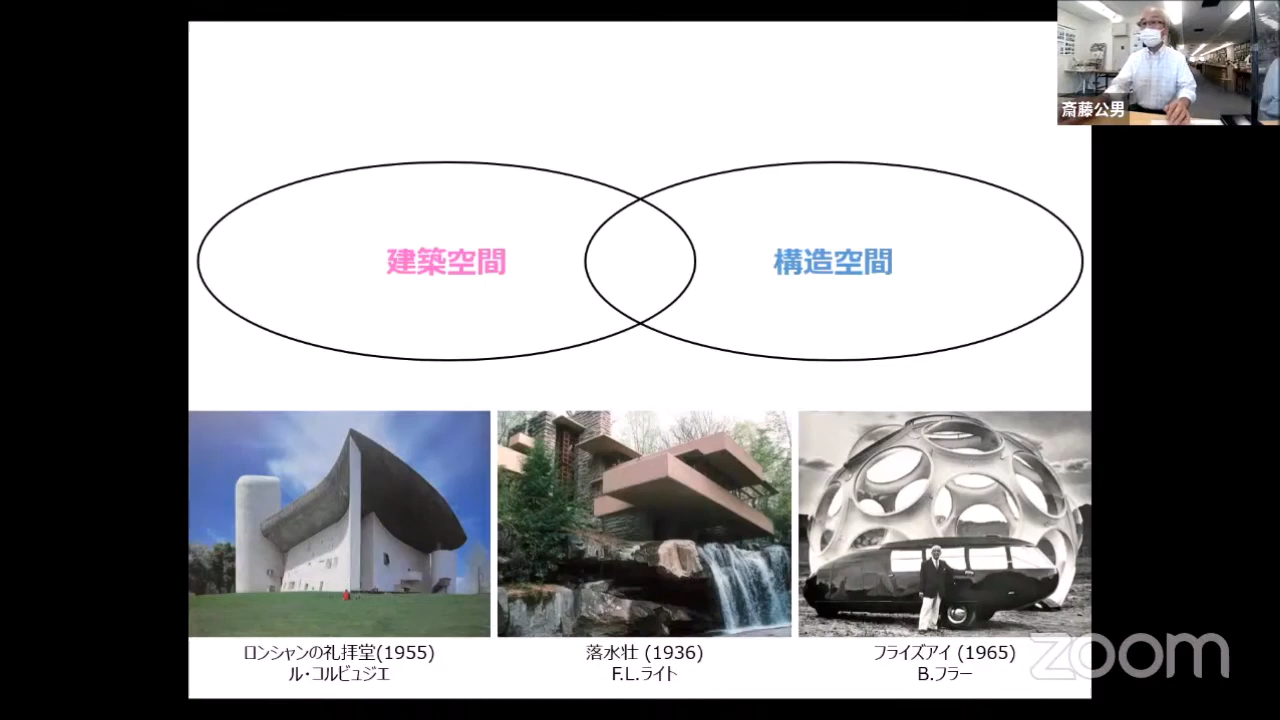 斎藤公男
建築空間
構造空間
ロンシャンの礼拝堂(1955)
ル・コルビュジエ
落水壮 (1936)
F.L.ライト
フライズアイ (1965)
B.フラー
zoom